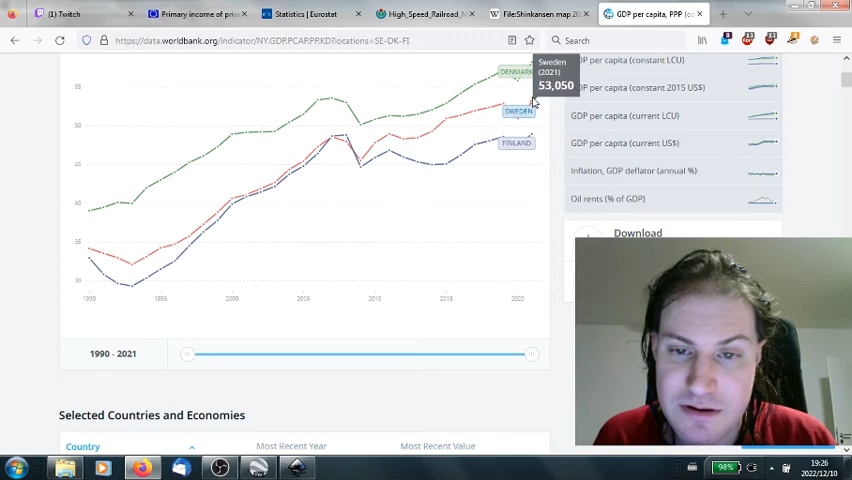 (1) Twitch
Primary income of priv
Statistics | Eurostat
High_Speed_Railroad_M
File:Shinkansen map 20
GDP per capita, PPP (co
https://data.worldbank.org/indicator/NY.GDP.PCAP.PP.KD?locations=SE-DK-FI
Search
DENMARK
Sweden
(2021)
53,050
SWEDEN
FINLAND
55
50
45
40
35
30
1990
1995
2000
2005
2010
2015
2025
1990 - 2021
GDP per capita (constant LCU)
GDP per capita (constant 2015 US$)
GDP per capita (current LCU)
GDP per capita (current US$)
Inflation, GDP deflator (annual %)
Oil rents (% of GDP)
Download
Selected Countries and Economies
Country
Most Recent Year
Most Recent Value
98%
19:26
2022/12/10